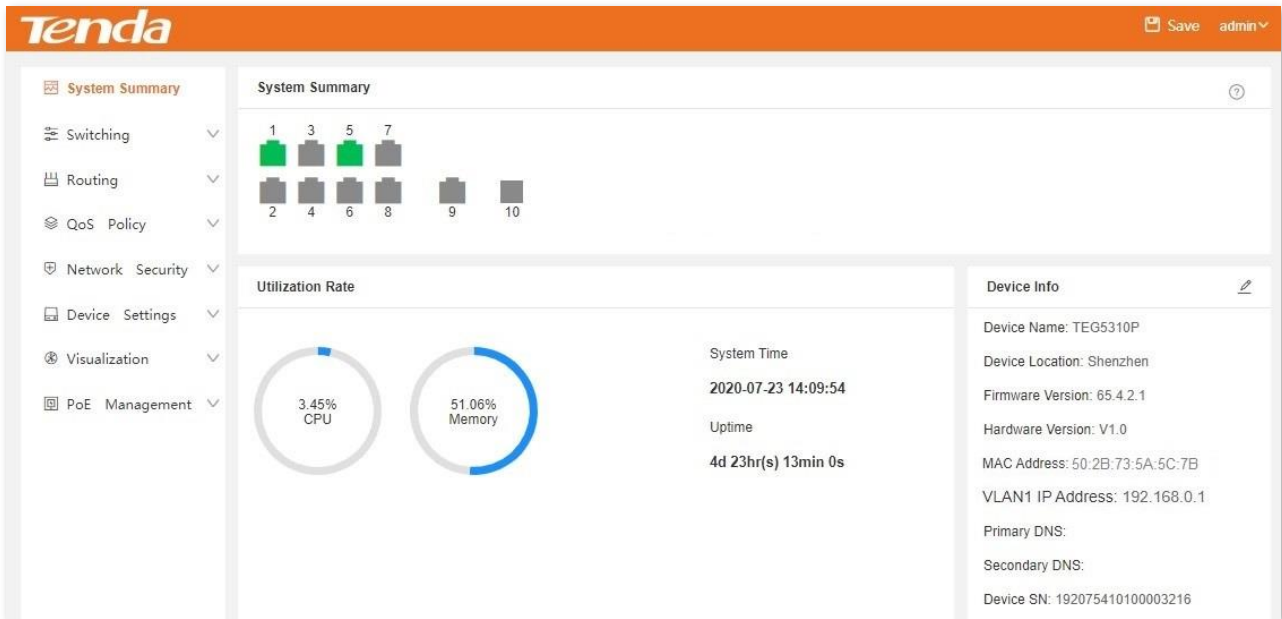 Tenda
Save admin
System Summary
Switching
Routing
QoS Policy
Network Security
Device Settings
Visualization
PoE Management
System Summary
1 3 5 7
2 4 6 8 9 10
Utilization Rate
3.45%
CPU
51.06%
Memory
System Time
2020-07-23 14:09:54
Uptime
4d 23hr(s) 13min 0s
Device Info
Device Name: TEG5310P
Device Location: Shenzhen
Firmware Version: 65.4.2.1
Hardware Version: V1.0
MAC Address: 50:2B:73:5A:5C:7B
VLAN1 IP Address: 192.168.0.1
Primary DNS:
Secondary DNS:
Device SN: 192075410100003216